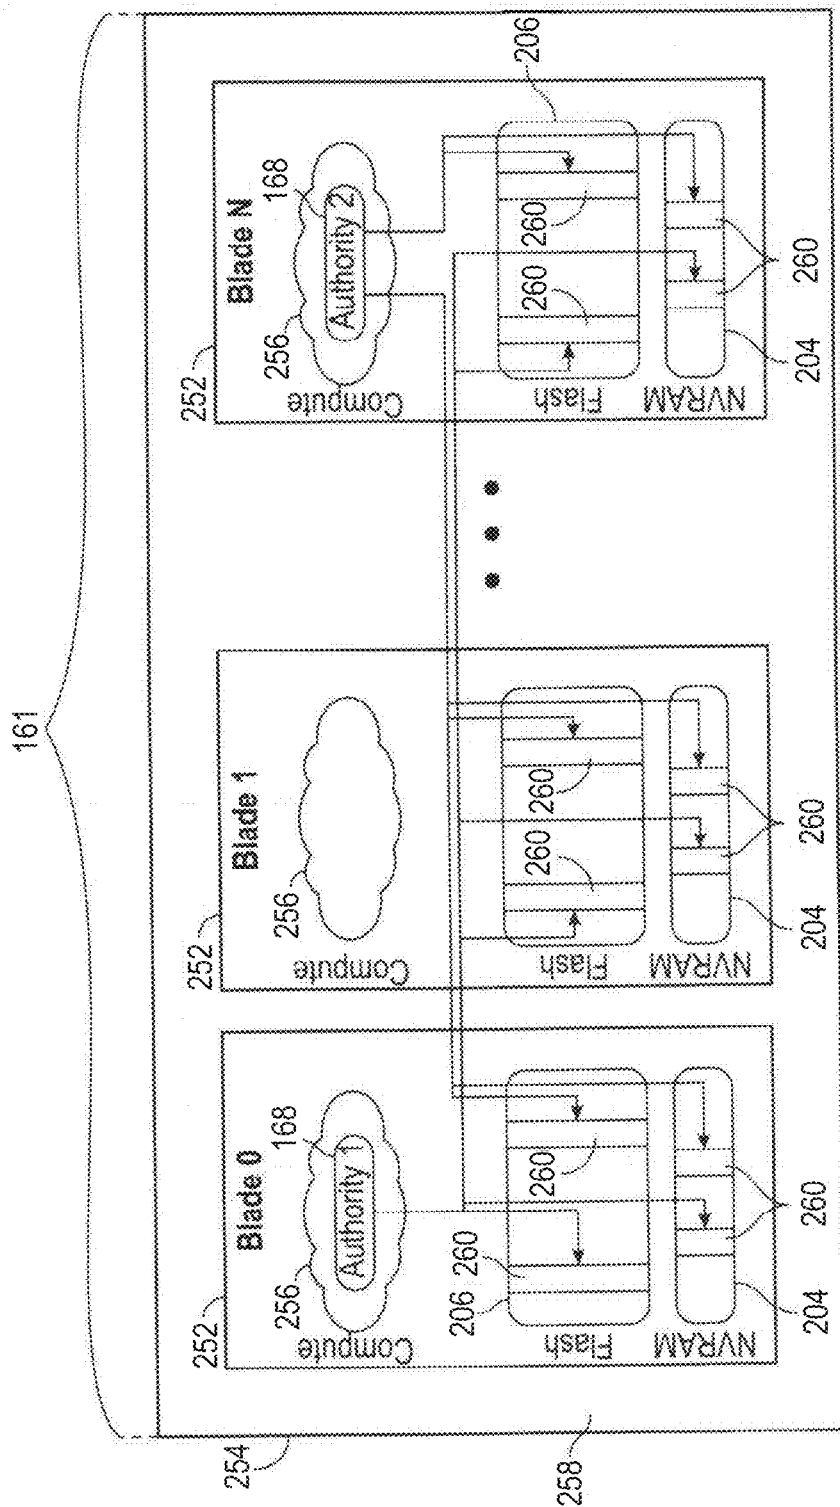 161
254
258
252
Blade 0
256
168
Authority 1
Compute
206
260
260
Flash
NVRAM
204
260
252
Blade 1
256
Compute
260
260
Flash
NVRAM
204
260
252
Blade N
256
168
Authority 2
Compute
206
260
260
Flash
NVRAM
204
260